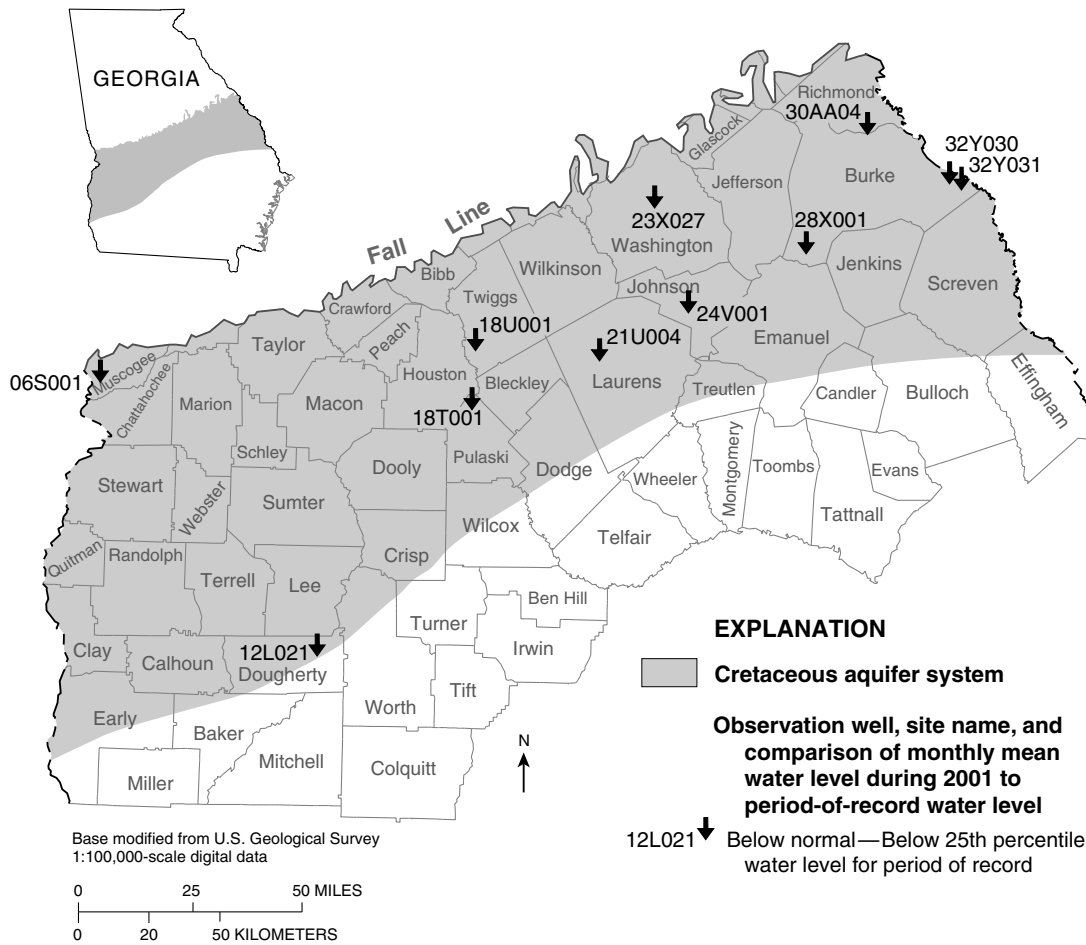 GEORGIA
Richmond
30AA04
Glascock
32Y030
32Y031
Jefferson
Burke
23X027
Washington
28X001
Fall Line
Wilkinson
Jenkins
Bibb
Screven
Johnson
Twiggs
Crawford
24V001
Peach
18U001
21U004
Emanuel
Taylor
Muscogee
06S001
Houston
Bleckley
Laurens
Treutlen
Effingham
Chattahochee
Marion
Macon
18T001
Candler
Bulloch
Schley
Pulaski
Dodge
Dooly
Montgomery
Toombs
Evans
Stewart
Webster
Sumter
Wheeler
Tattnall
Wilcox
Telfair
Quitman
Randolph
Crisp
Terrell
Lee
Ben Hill
Turner
Irwin
Clay
Calhoun
12L021
Dougherty
Tift
Worth
Early
Baker
Mitchell
Colquitt
Miller
N
EXPLANATION
Cretaceous aquifer system
Observation well, site name, and
comparison of monthly mean
water level during 2001 to
period-of-record water level
12L021 Below normal—Below 25th percentile
water level for period of record
Base modified from U.S. Geological Survey
1:100,000-scale digital data
0 25 50 MILES
0 20 50 KILOMETERS